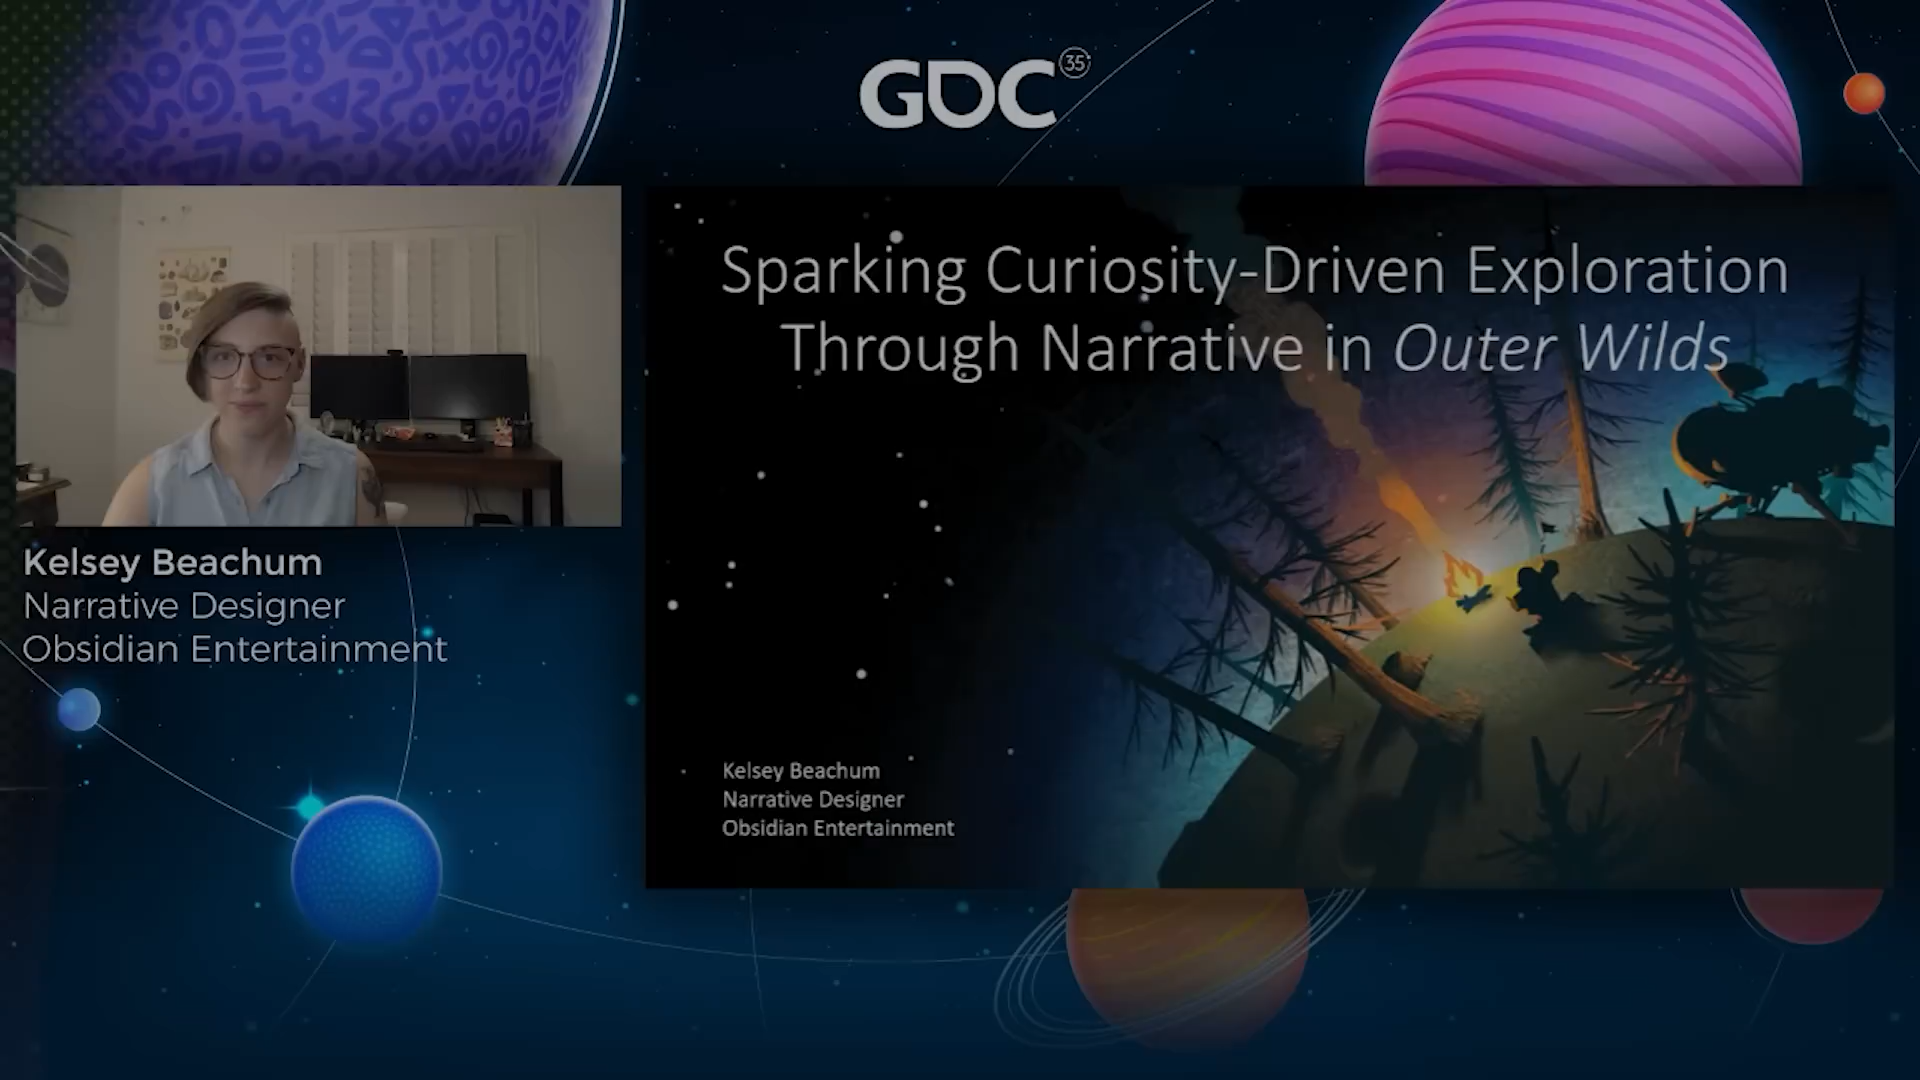 GDC 35
Sparking Curiosity-Driven Exploration
Through Narrative in Outer Wilds
Kelsey Beachum
Narrative Designer
Obsidian Entertainment
Kelsey Beachum
Narrative Designer
Obsidian Entertainment